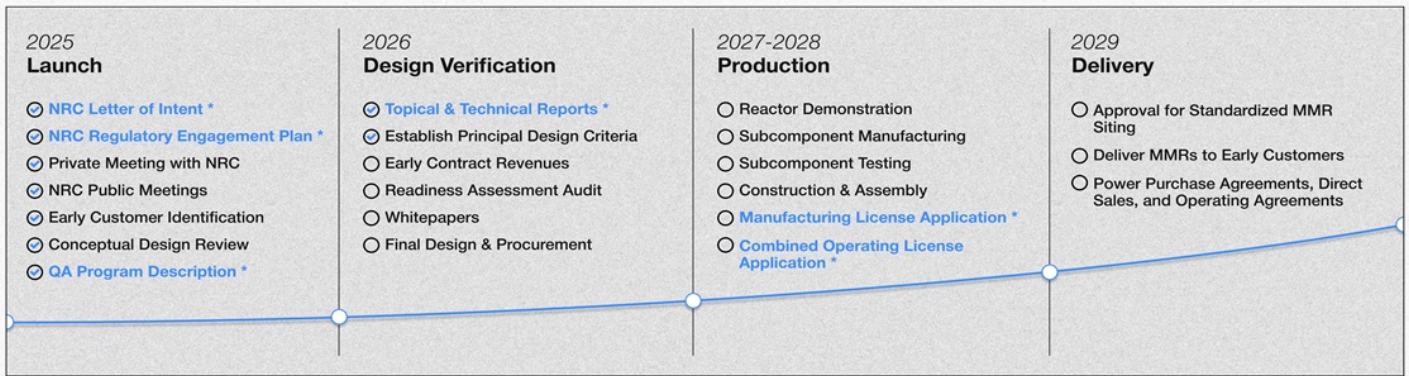 2025
Launch
NRC Letter of Intent *
NRC Regulatory Engagement Plan *
Private Meeting with NRC
NRC Public Meetings
Early Customer Identification
Conceptual Design Review
QA Program Description *
2026
Design Verification
Topical & Technical Reports *
Establish Principal Design Criteria
Early Contract Revenues
Readiness Assessment Audit
Whitepapers
Final Design & Procurement
2027-2028
Production
Reactor Demonstration
Subcomponent Manufacturing
Subcomponent Testing
Construction & Assembly
Manufacturing License Application *
Combined Operating License
Application *
2029
Delivery
Approval for Standardized MMR
Siting
Deliver MMRs to Early Customers
Power Purchase Agreements, Direct
Sales, and Operating Agreements